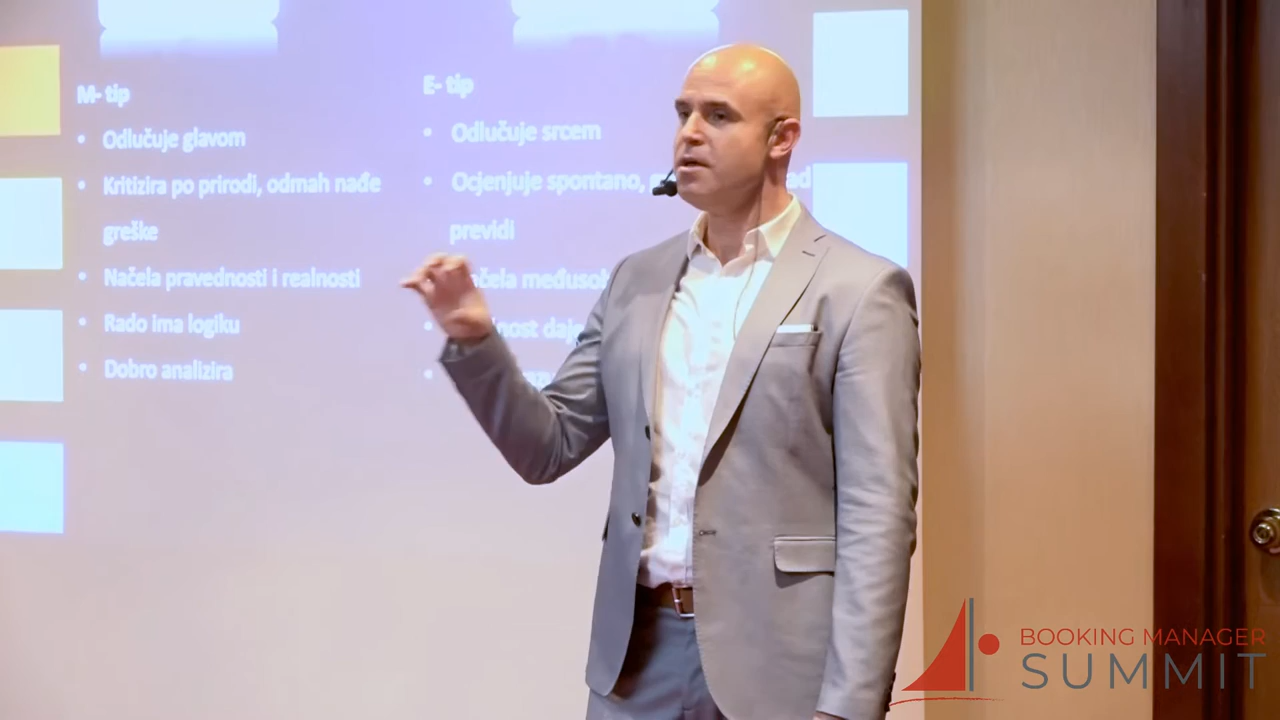 M- tip
• Odlučuje glavom
• Kritizira po prirodi, odmah nađe
greške
• Načela pravednosti i realnosti
• Rado ima logiku
• Dobro analizira
E- tip
• Odlučuje srcem
• Ocjenjuje spontano,
previdi
BOOKING MANAGER
SUMMIT